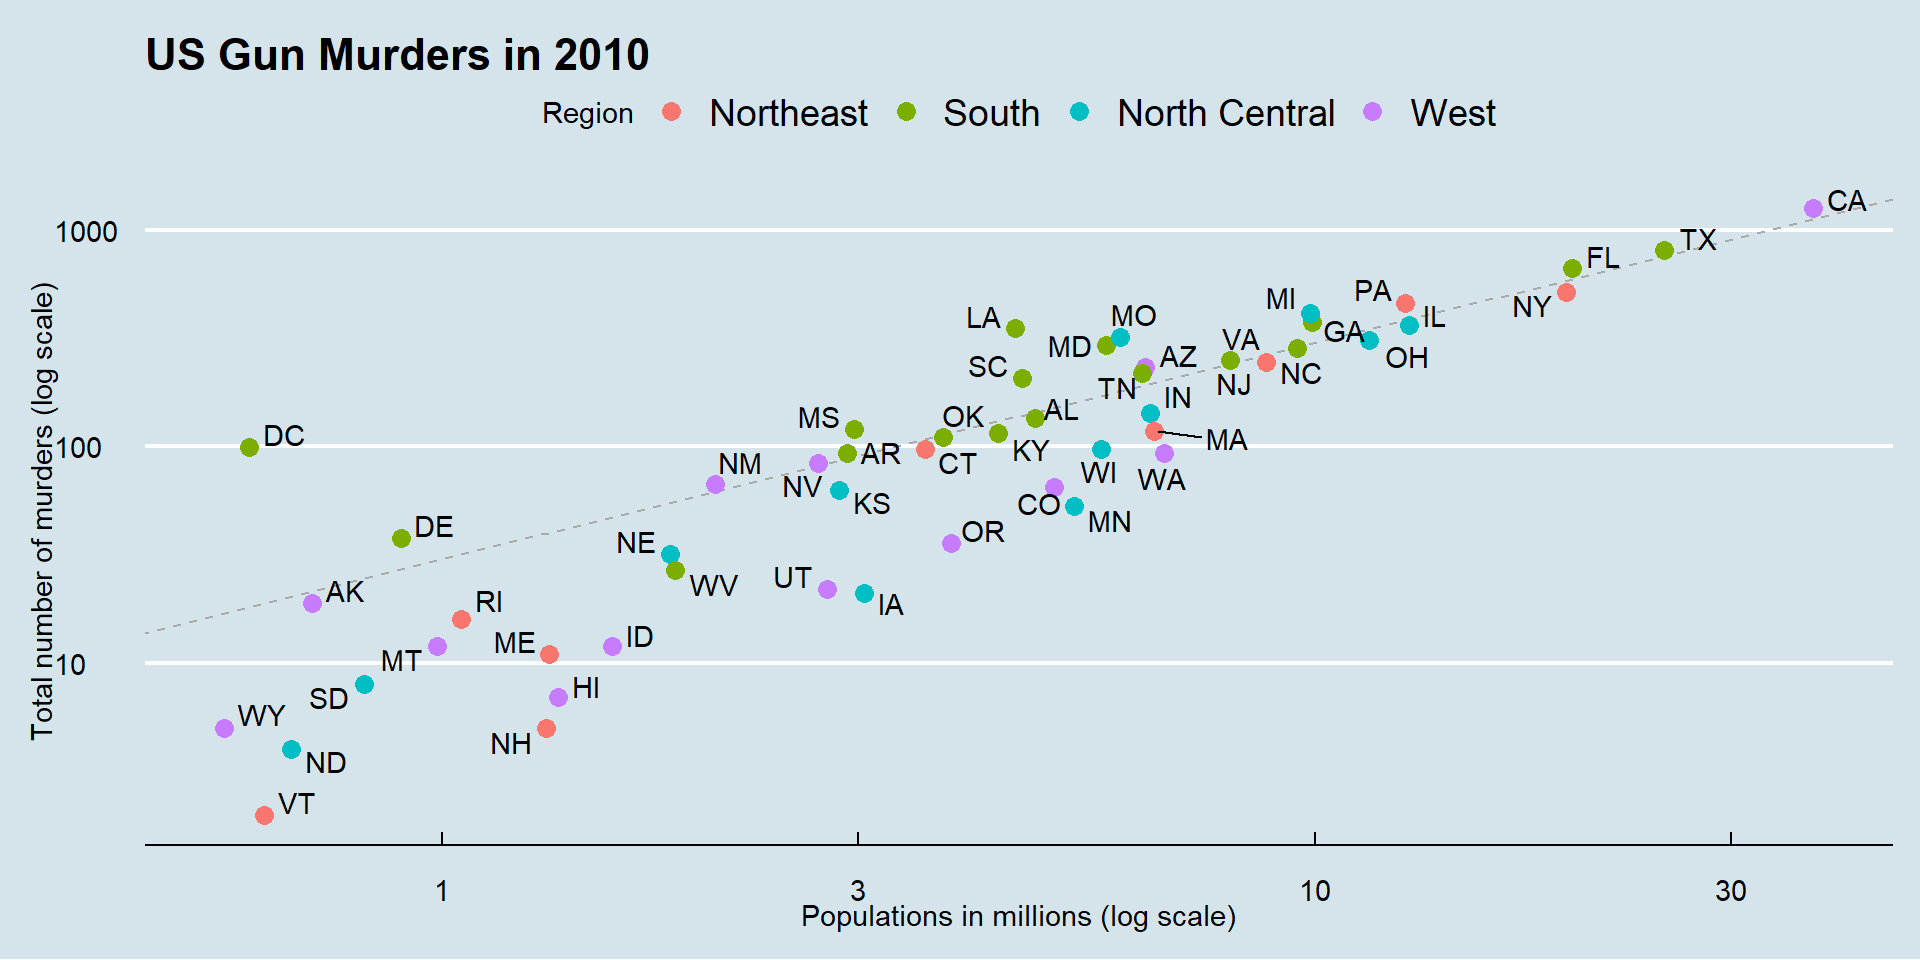 US Gun Murders in 2010
Region Northeast South North Central West
Total number of murders (log scale)
1000
100
10
CA
TX
FL
NY
PA
IL
MI
GA
OH
MO
LA
MD
VA
AZ
SC
NC
NJ
TN
IN
AL
OK
MS
MA
DC
KY
AR
CT
NM
WI
WA
NV
KS
CO
MN
DE
OR
NE
UT
WV
AK
IA
RI
ID
ME
MT
HI
SD
WY
NH
ND
VT
1 3 10 30
Populations in millions (log scale)